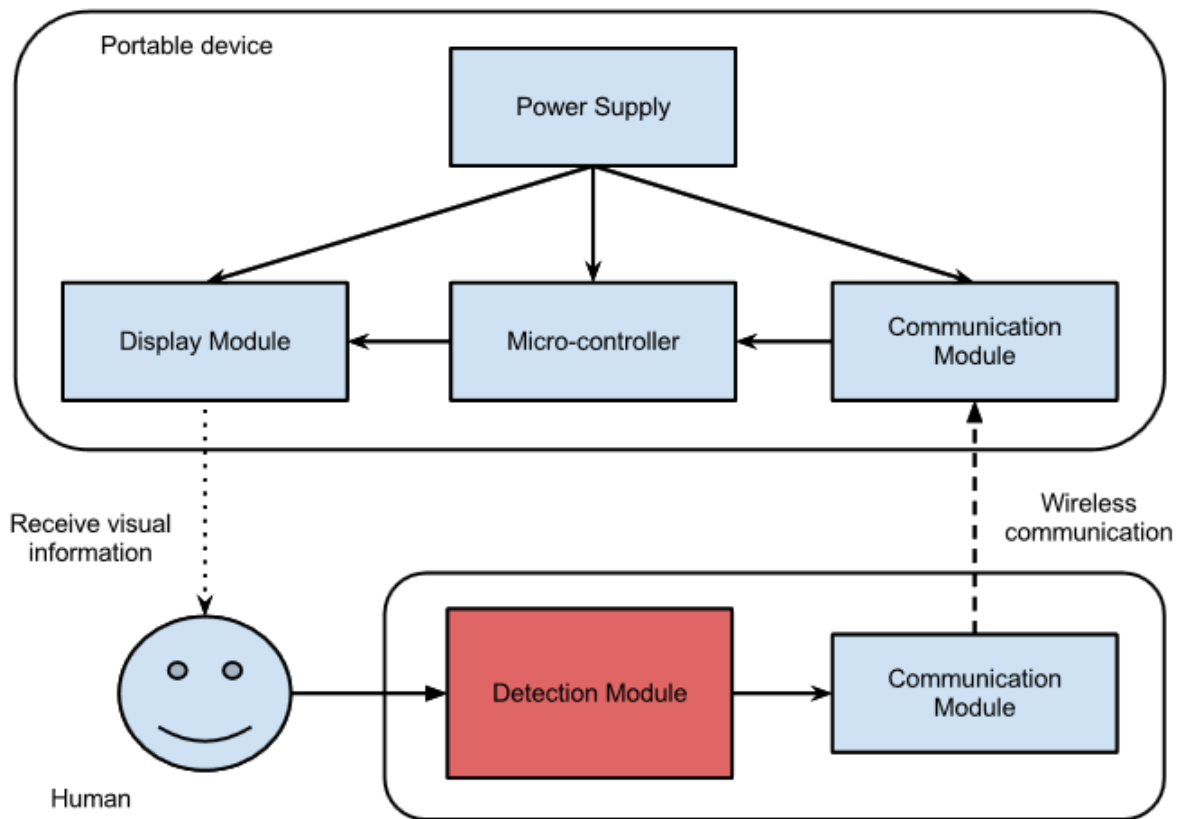 Portable device
Power Supply
Display Module
Micro-controller
Communication
Module
Receive visual
information
Wireless
communication
Detection Module
Communication
Module
Human